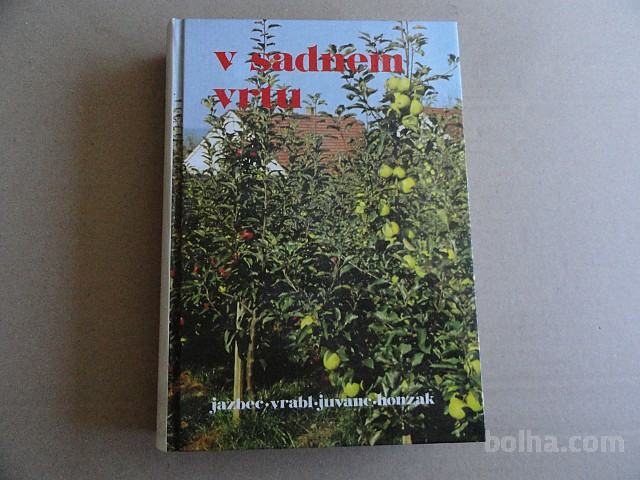 v sadnem
vrtu
jazbec·vrabl·juvanc·honzak
bolha.com